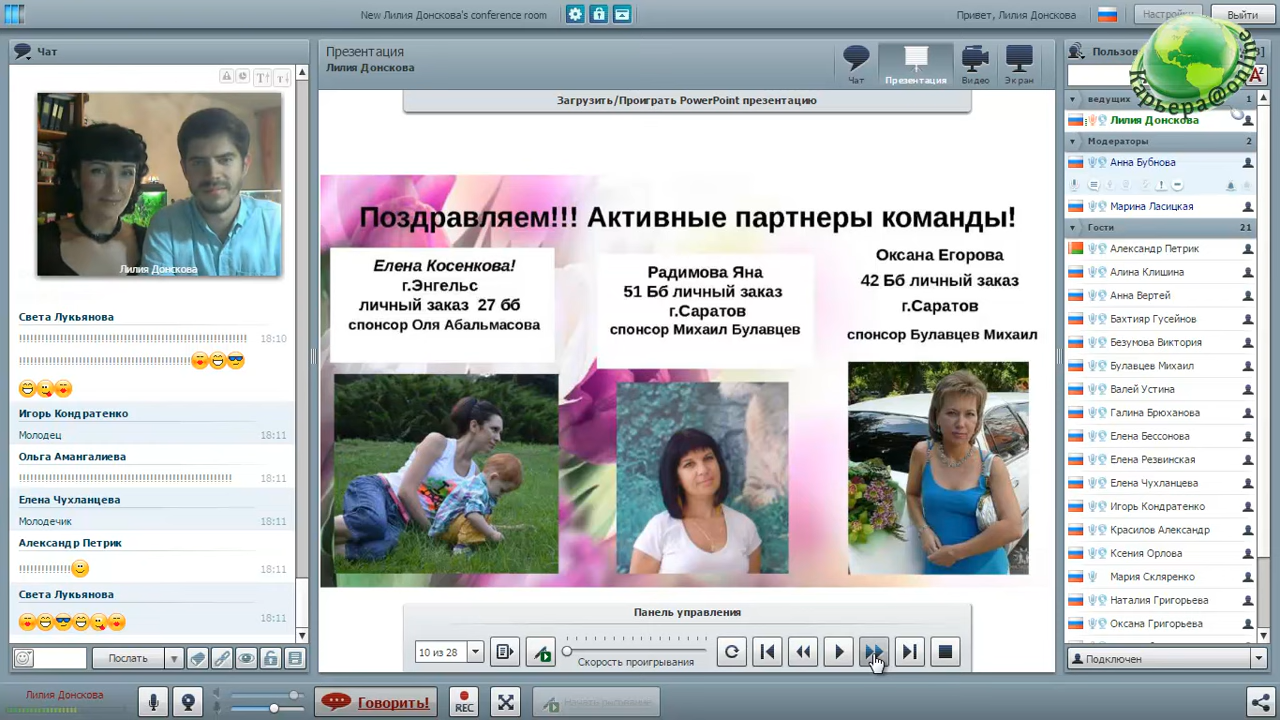 New Лилия Донскова's conference room
Привет, Лилия Донскова
Настройки
Выйти
Чат
Лилия Донскова
Света Лукьянова
!!!!!!!!!!!!!!!!!!!!!!!!!!!!!!!!!!!!!!!!!!!!!!!!!!!!!!!! 18:10
!!!!!!!!!!!!!!!!!!!!!!!!!!!!!!!!!!!!!!!!!!!
Игорь Кондратенко
Молодец 18:11
Ольга Амангалиева
!!!!!!!!!!!!!!!!!!!!!!!!!!!!!!!!!!!!!!!!!!!!!!!!!!!! 18:11
Елена Чухланцева
Молодечик 18:11
Александр Петрик
!!!!!!!!!!!!! 18:11
Света Лукьянова
18:11
Послать
Презентация
Лилия Донскова
Чат
Презентация
Видео
Экран
Загрузить/Проиграть PowerPoint презентацию
Поздравляем!!! Активные партнеры команды!
Елена Косенкова!
г.Энгельс
личный заказ 27 бб
спонсор Оля Абальмасова
Радимова Яна
51 Бб личный заказ
г.Саратов
спонсор Михаил Булавцев
Оксана Егорова
42 Бб личный заказ
г.Саратов
спонсор Булавцев Михаил
Панель управления
10 из 28
Скорость проигрывания
карьера@online
ведущих 1
Лилия Донскова
Модераторы 2
Анна Бубнова
Марина Ласицкая
Гости 21
Александр Петрик
Алина Клишина
Анна Вертей
Бахтияр Гусейнов
Безумова Виктория
Булавцев Михаил
Валей Устина
Галина Брюханова
Елена Бессонова
Елена Резвинская
Елена Чухланцева
Игорь Кондратенко
Красилов Александр
Ксения Орлова
Мария Скляренко
Наталия Григорьева
Оксана Григорьева
Подключен
Лилия Донскова
Говорить!
REC